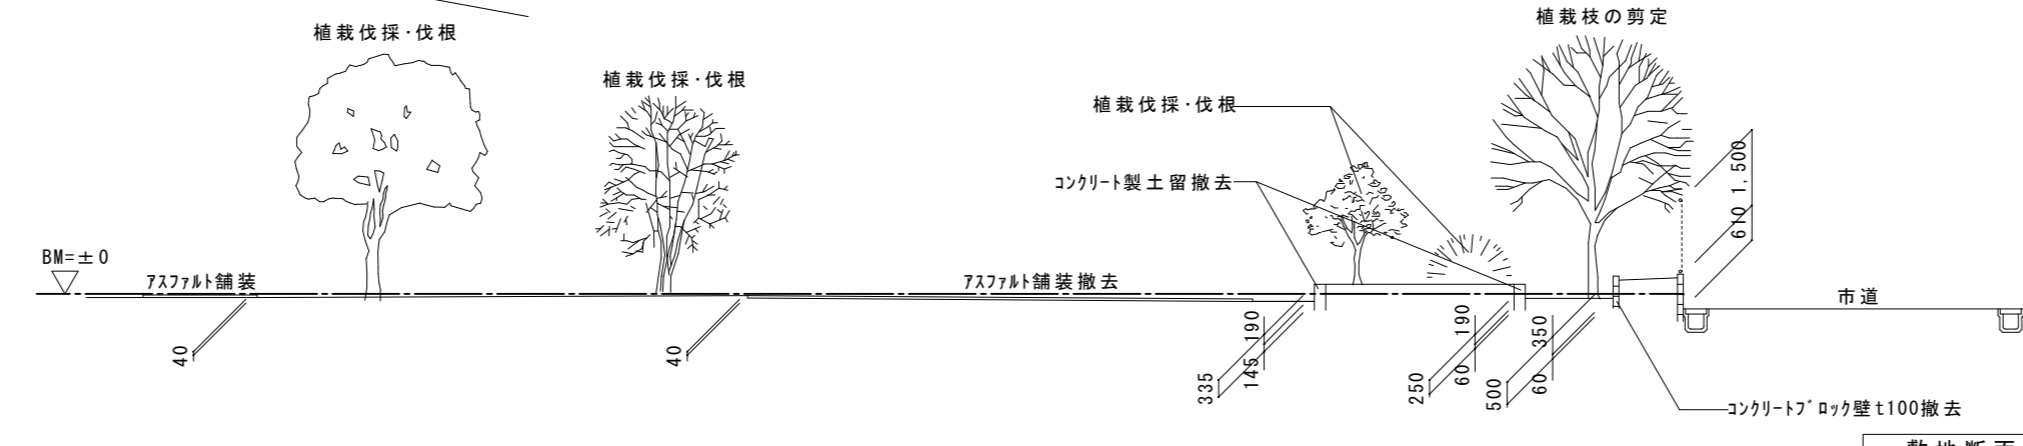 植栽枝の剪定
植栽伐採・伐根
植栽伐採・伐根
植栽伐採・伐根
コンクリート製土留撤去
1,500
610
BM=±0
アスファルト舗装
アスファルト舗装撤去
市道
40
40
335
145
190
250
60
190
500
60
350
コンクリートブロック壁t100撤去